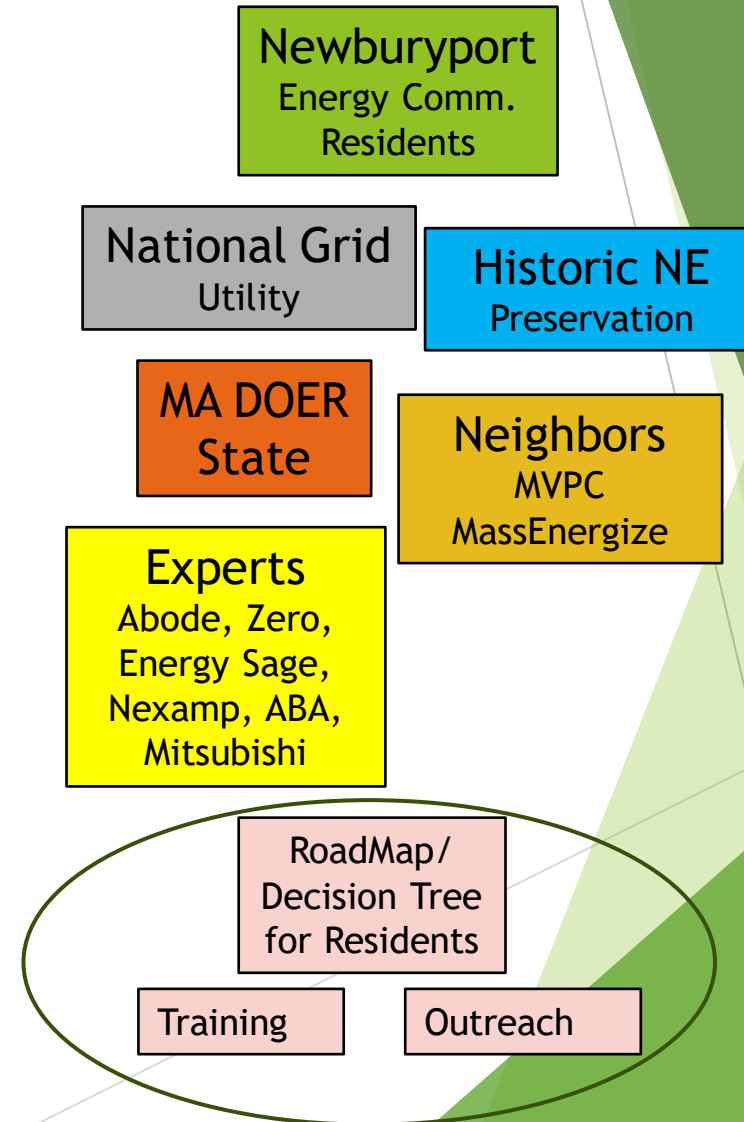 Newburyport
Energy Comm.
Residents
National Grid
Utility
Historic NE
Preservation
MA DOER
State
Neighbors
MVPC
MassEnergize
Experts
Abode, Zero,
Energy Sage,
Nexamp, ABA,
Mitsubishi
RoadMap/
Decision Tree
for Residents
Training
Outreach